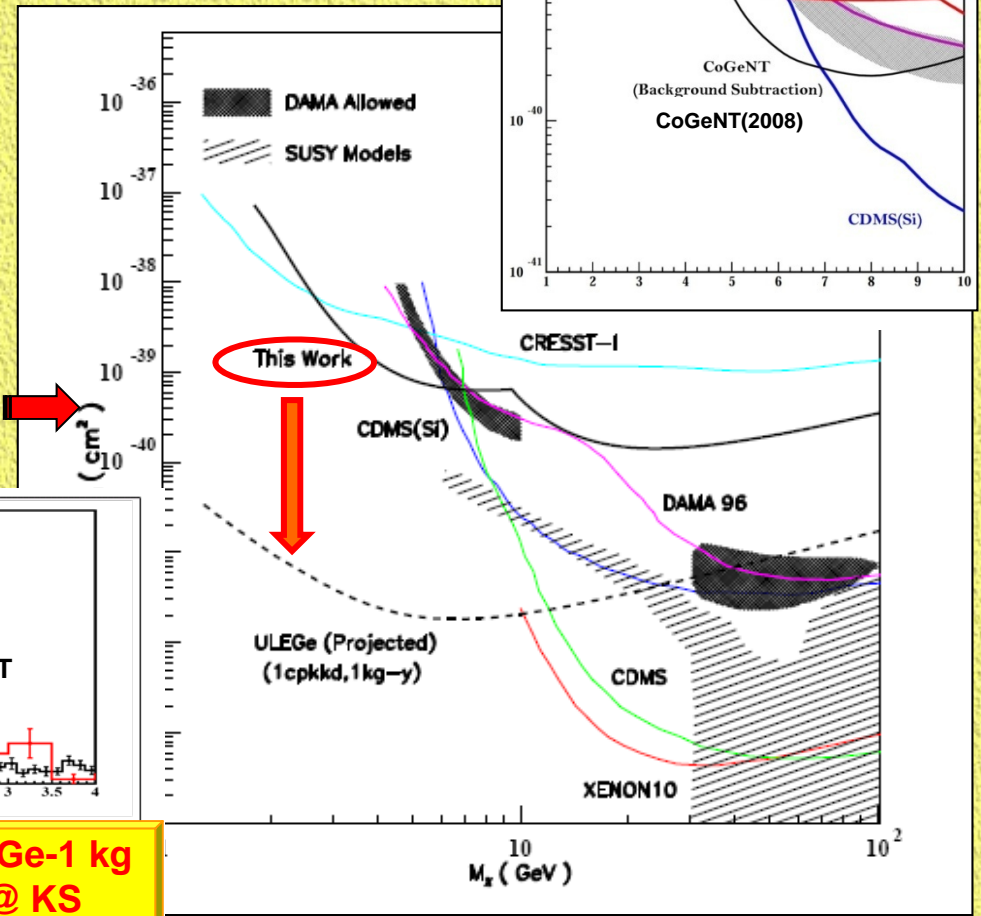 CoGeNT
(Background Subtraction)
CoGeNT(2008)
CDMS(Si)
10 -40
10 -41
1 2 3 4 5 6 7 8 9 10
DAMA Allowed
SUSY Models
10 -36
10 -37
10 -38
10 -39
10 -40
(cm²)
CRESST-I
This Work
CDMS(Si)
DAMA 96
ULEGe (Projected)
(1cpkkd,1kg-y)
CDMS
XENON10
10
10 2
Mχ ( GeV )
T
3 3.5 4
Ge-1 kg
@ KS